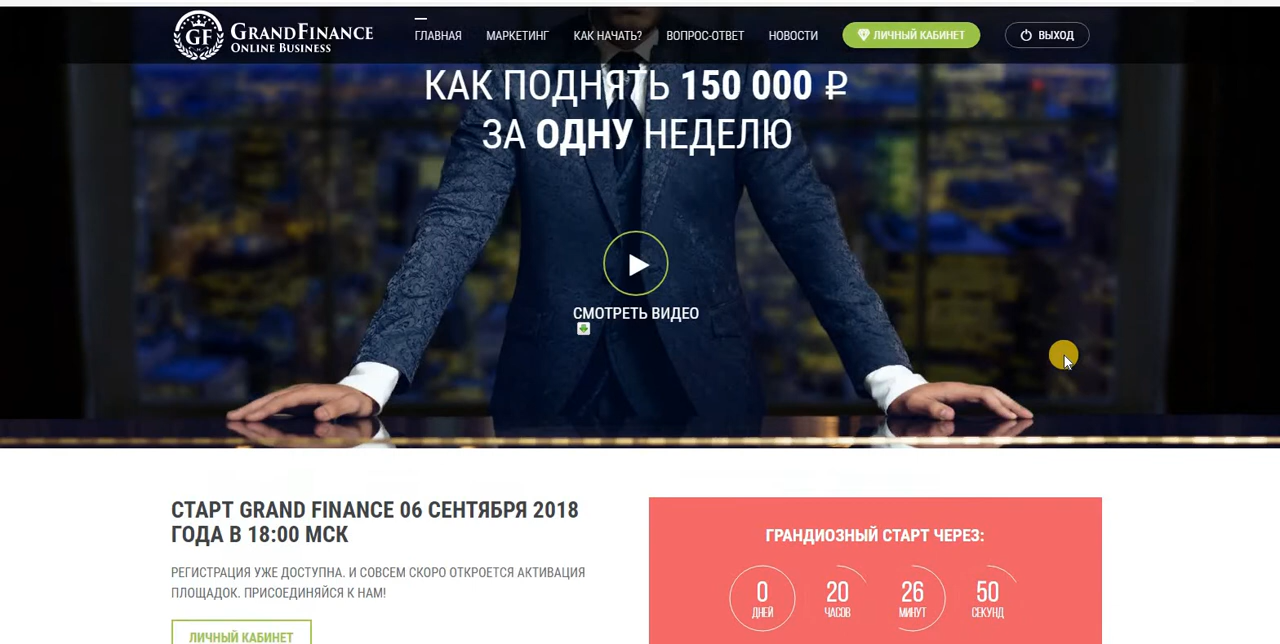 GF GRANDFINANCE
ONLINE BUSINESS
ГЛАВНАЯ МАРКЕТИНГ КАК НАЧАТЬ? ВОПРОС-ОТВЕТ НОВОСТИ ЛИЧНЫЙ КАБИНЕТ ВЫХОД
КАК ПОДНЯТЬ 150 000 ₽
ЗА ОДНУ НЕДЕЛЮ
СМОТРЕТЬ ВИДЕО
СТАРТ GRAND FINANCE 06 СЕНТЯБРЯ 2018
ГОДА В 18:00 МСК
РЕГИСТРАЦИЯ УЖЕ ДОСТУПНА. И СОВСЕМ СКОРО ОТКРОЕТСЯ АКТИВАЦИЯ
ПЛОЩАДОК. ПРИСОЕДИНЯЙСЯ К НАМ!
ЛИЧНЫЙ КАБИНЕТ
ГРАНДИОЗНЫЙ СТАРТ ЧЕРЕЗ:
0 20 26 50
ДНЕЙ ЧАСОВ МИНУТ СЕКУНД